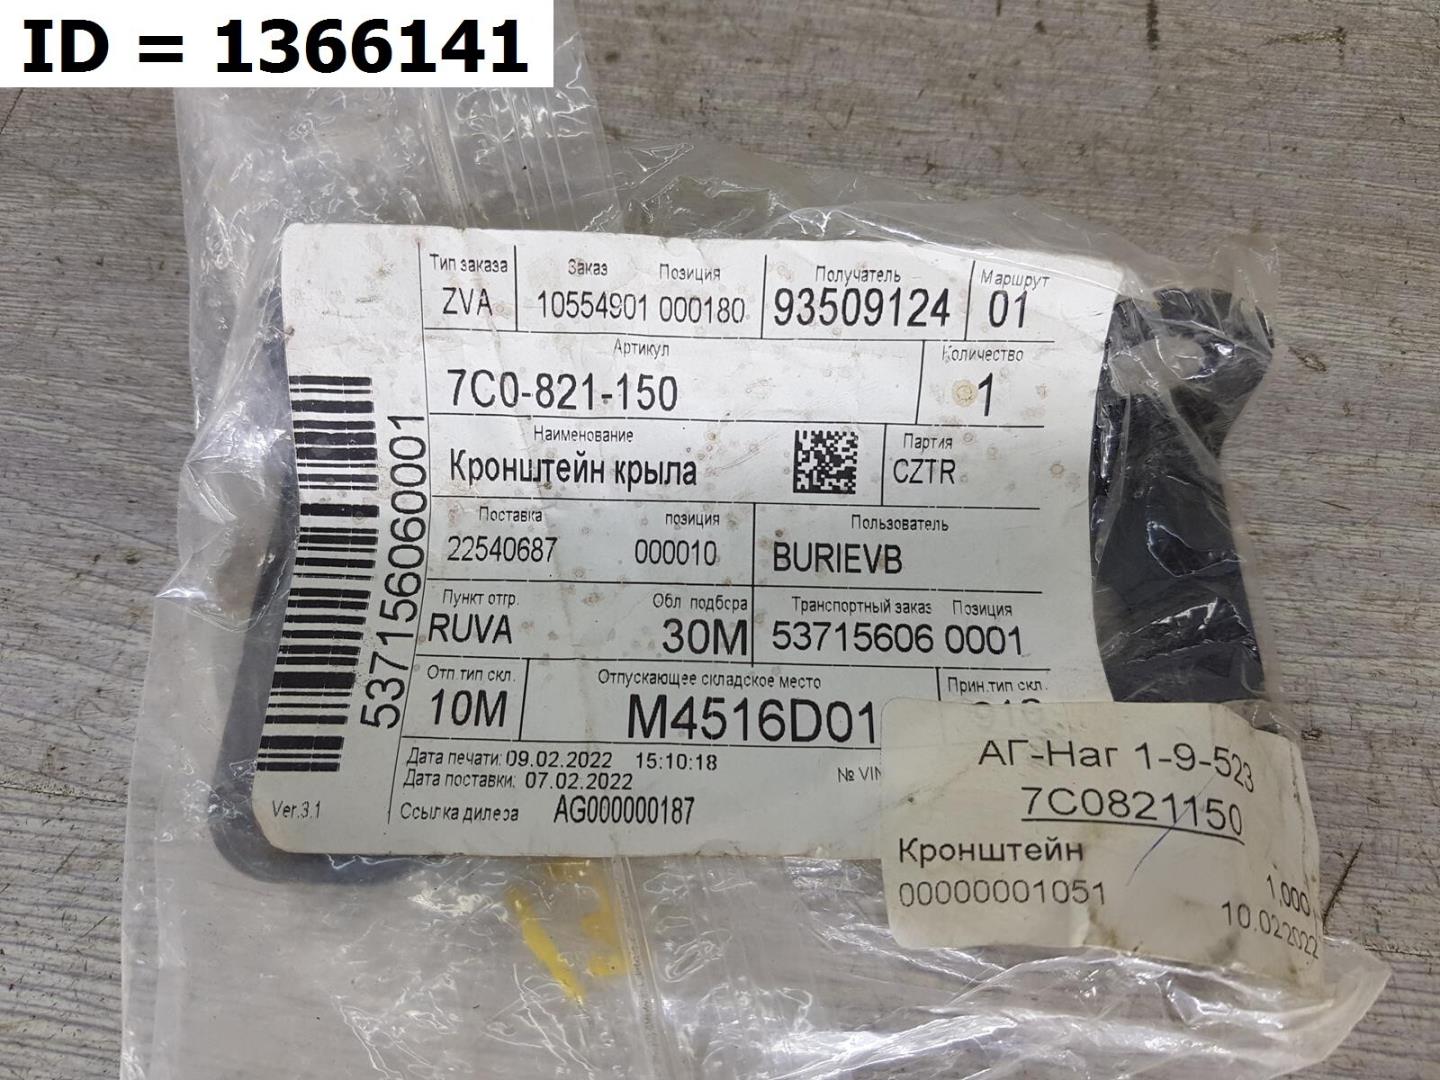 ID = 1366141
Тип заказа Заказ Позиция Получатель Маршрут
ZVA 10554901 000180 93509124 01
Артикул Количество
7C0-821-150 1
Наименование Партия
Кронштейн крыла CZTR
Поставка позиция Пользователь
22540687 000010 BURIEVB
Пункт отгр. Обл подбора Транспортный заказ Позиция
RUVA 30M 53715606 0001
Отп.тип скл. Отпускающее складское место Прин.тип скл.
10M M4516D01
Дата печати: 09.02.2022 15:10:18
Дата поставки: 07.02.2022 № VIN
Ver.3.1 Ссылка дилера AG000000187
537156060001
АГ-Наг 1-9-523
7C0821150
Кронштейн
00000001051 1,000
10.02.2022